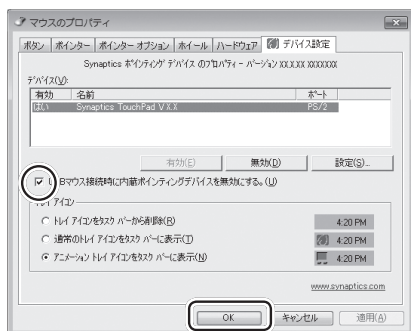 マウスのプロパティ
ボタン ポインター ポインター オプション ホイール ハードウェア デバイス設定
Synaptics ポインティング デバイス のプロパティ - バージョン XX.X.XX XXXXXXX
デバイス(V):
有効 名前 ポート
はい Synaptics TouchPad V X.X PS/2
有効(E) 無効(D) 設定(S)...
USBマウス接続時に内蔵ポインティングデバイスを無効にする。(U)
トレイ アイコン
トレイ アイコンをタスク バーから削除(R) 4:20 PM
通常のトレイ アイコンをタスク バーに表示(T) 4:20 PM
アニメーション トレイ アイコンをタスク バーに表示(N) 4:20 PM
www.synaptics.com
OK キャンセル 適用(A)